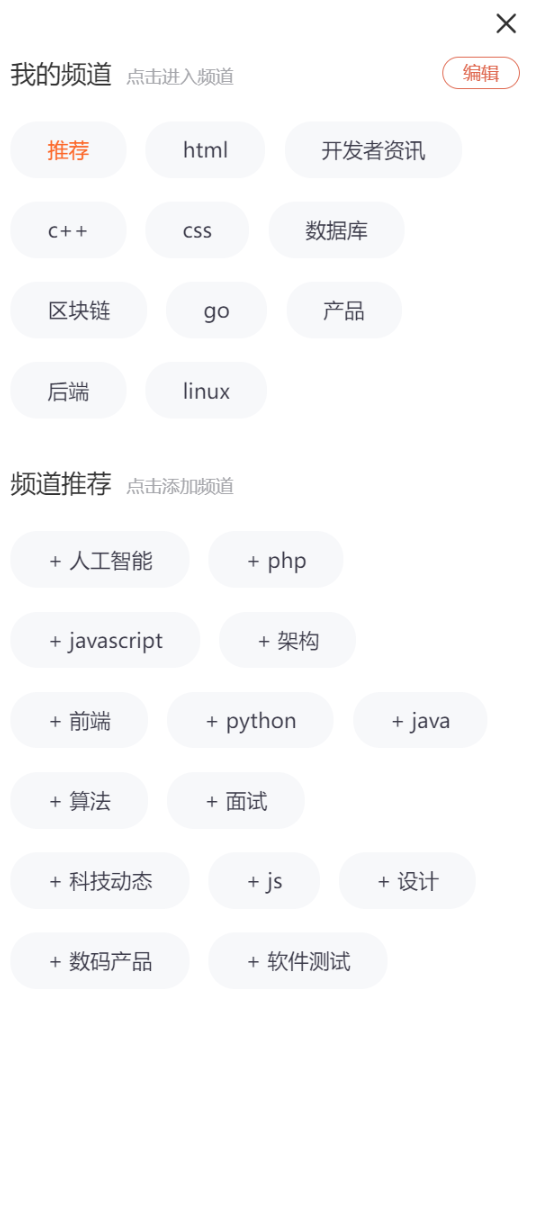 我的频道 点击进入频道 编辑
推荐 html 开发者资讯
c++ css 数据库
区块链 go 产品
后端 linux
频道推荐 点击添加频道
+ 人工智能 + php
+ javascript + 架构
+ 前端 + python + java
+ 算法 + 面试
+ 科技动态 + js + 设计
+ 数码产品 + 软件测试